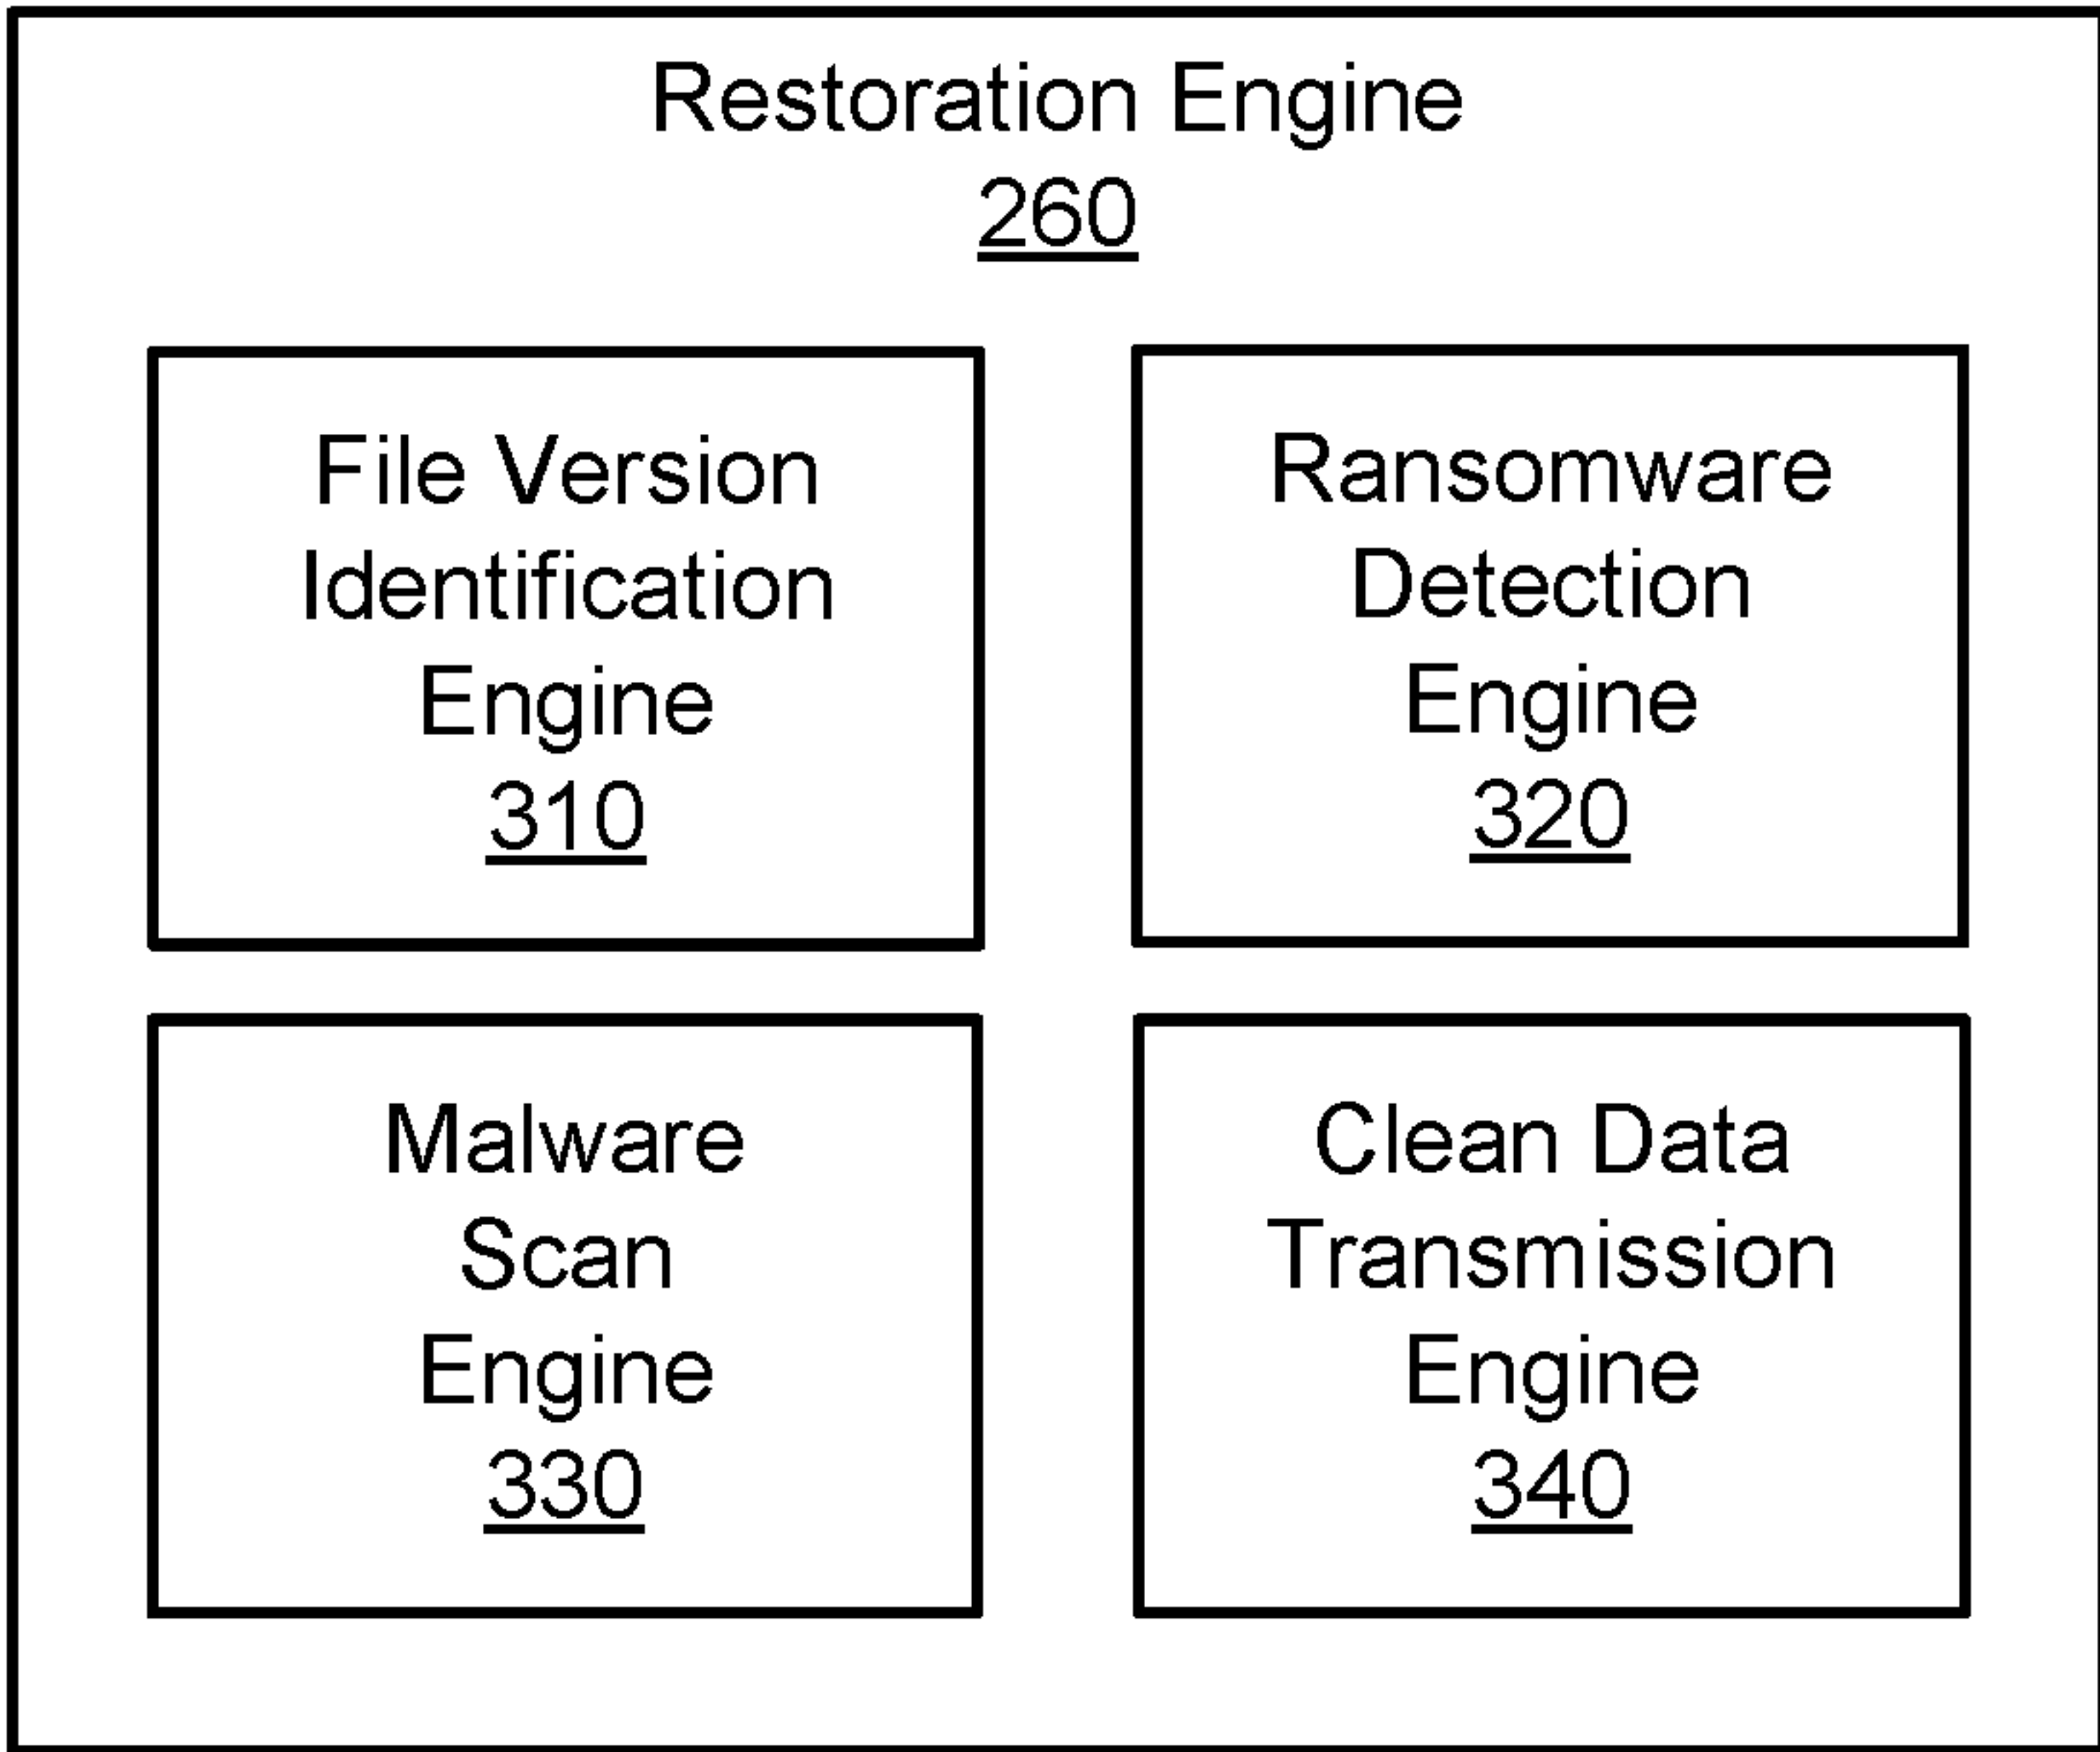 Restoration Engine
260
File Version
Identification
Engine
310
Ransomware
Detection
Engine
320
Malware
Scan
Engine
330
Clean Data
Transmission
Engine
340